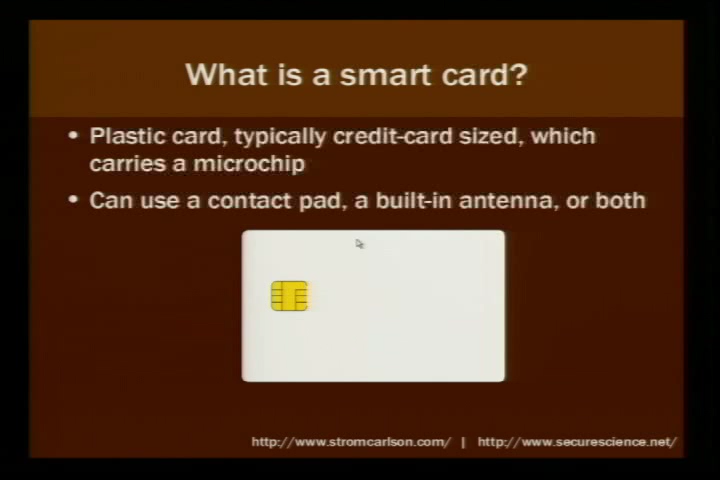 What is a smart card?
• Plastic card, typically credit-card sized, which
carries a microchip
• Can use a contact pad, a built-in antenna, or both
http://www.stromcarlson.com/ | http://www.securescience.net/